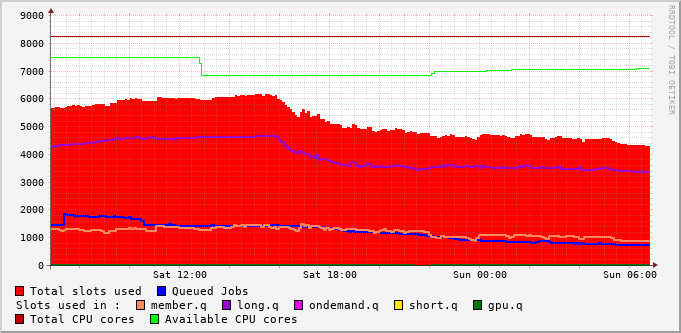 9000
8000
7000
6000
5000
4000
3000
2000
1000
0
Sat 12:00 Sat 18:00 Sun 00:00 Sun 06:00
RRDTOOL / TOBI OETIKER
Total slots used Queued Jobs
Slots used in : member.q long.q ondemand.q short.q gpu.q
Total CPU cores Available CPU cores